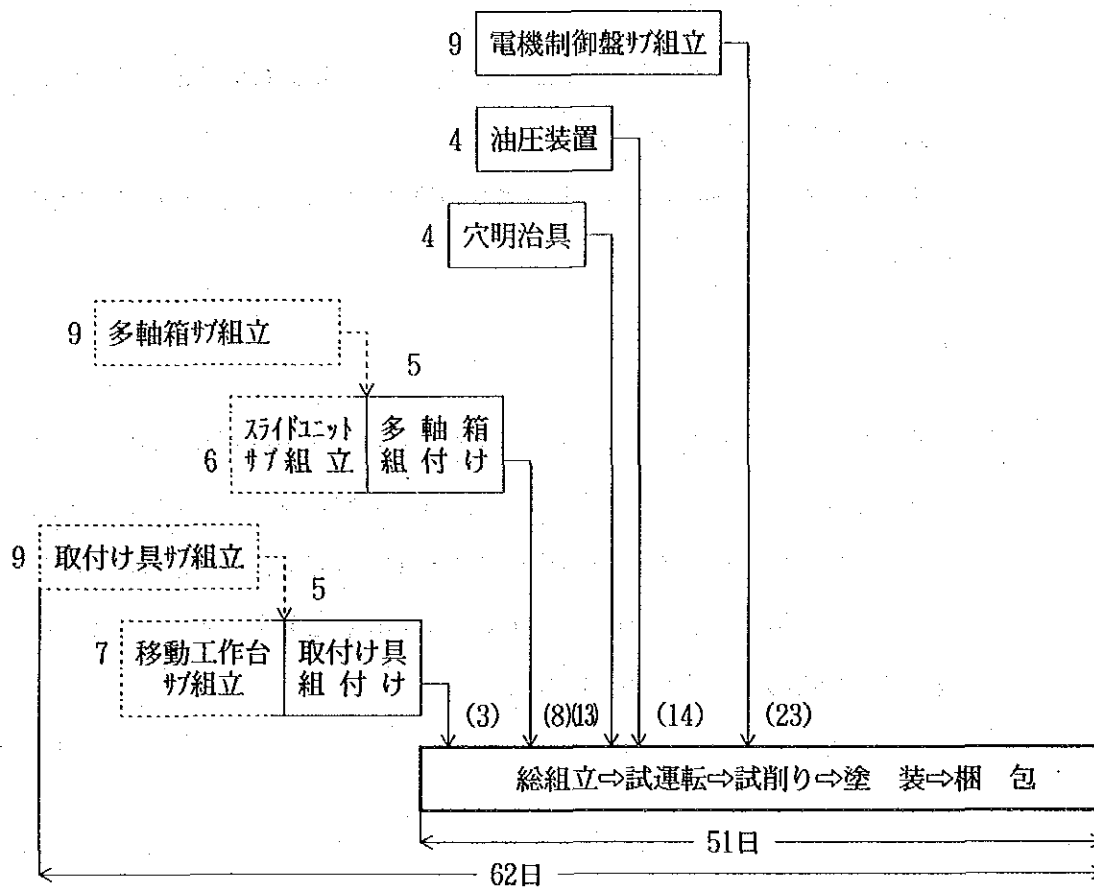 9 電機制御盤サブ組立
4 油圧装置
4 穴明治具
9 多軸箱サブ組立
5
スライドユニット
サブ組立
6
多軸箱
組付け
9 取付け具サブ組立
5
7
移動工作台
サブ組立
取付け具
組付け
(3) (8)(13) (14) (23)
総組立⇨試運転⇨試削り⇨塗 装⇨梱 包
51日
62日